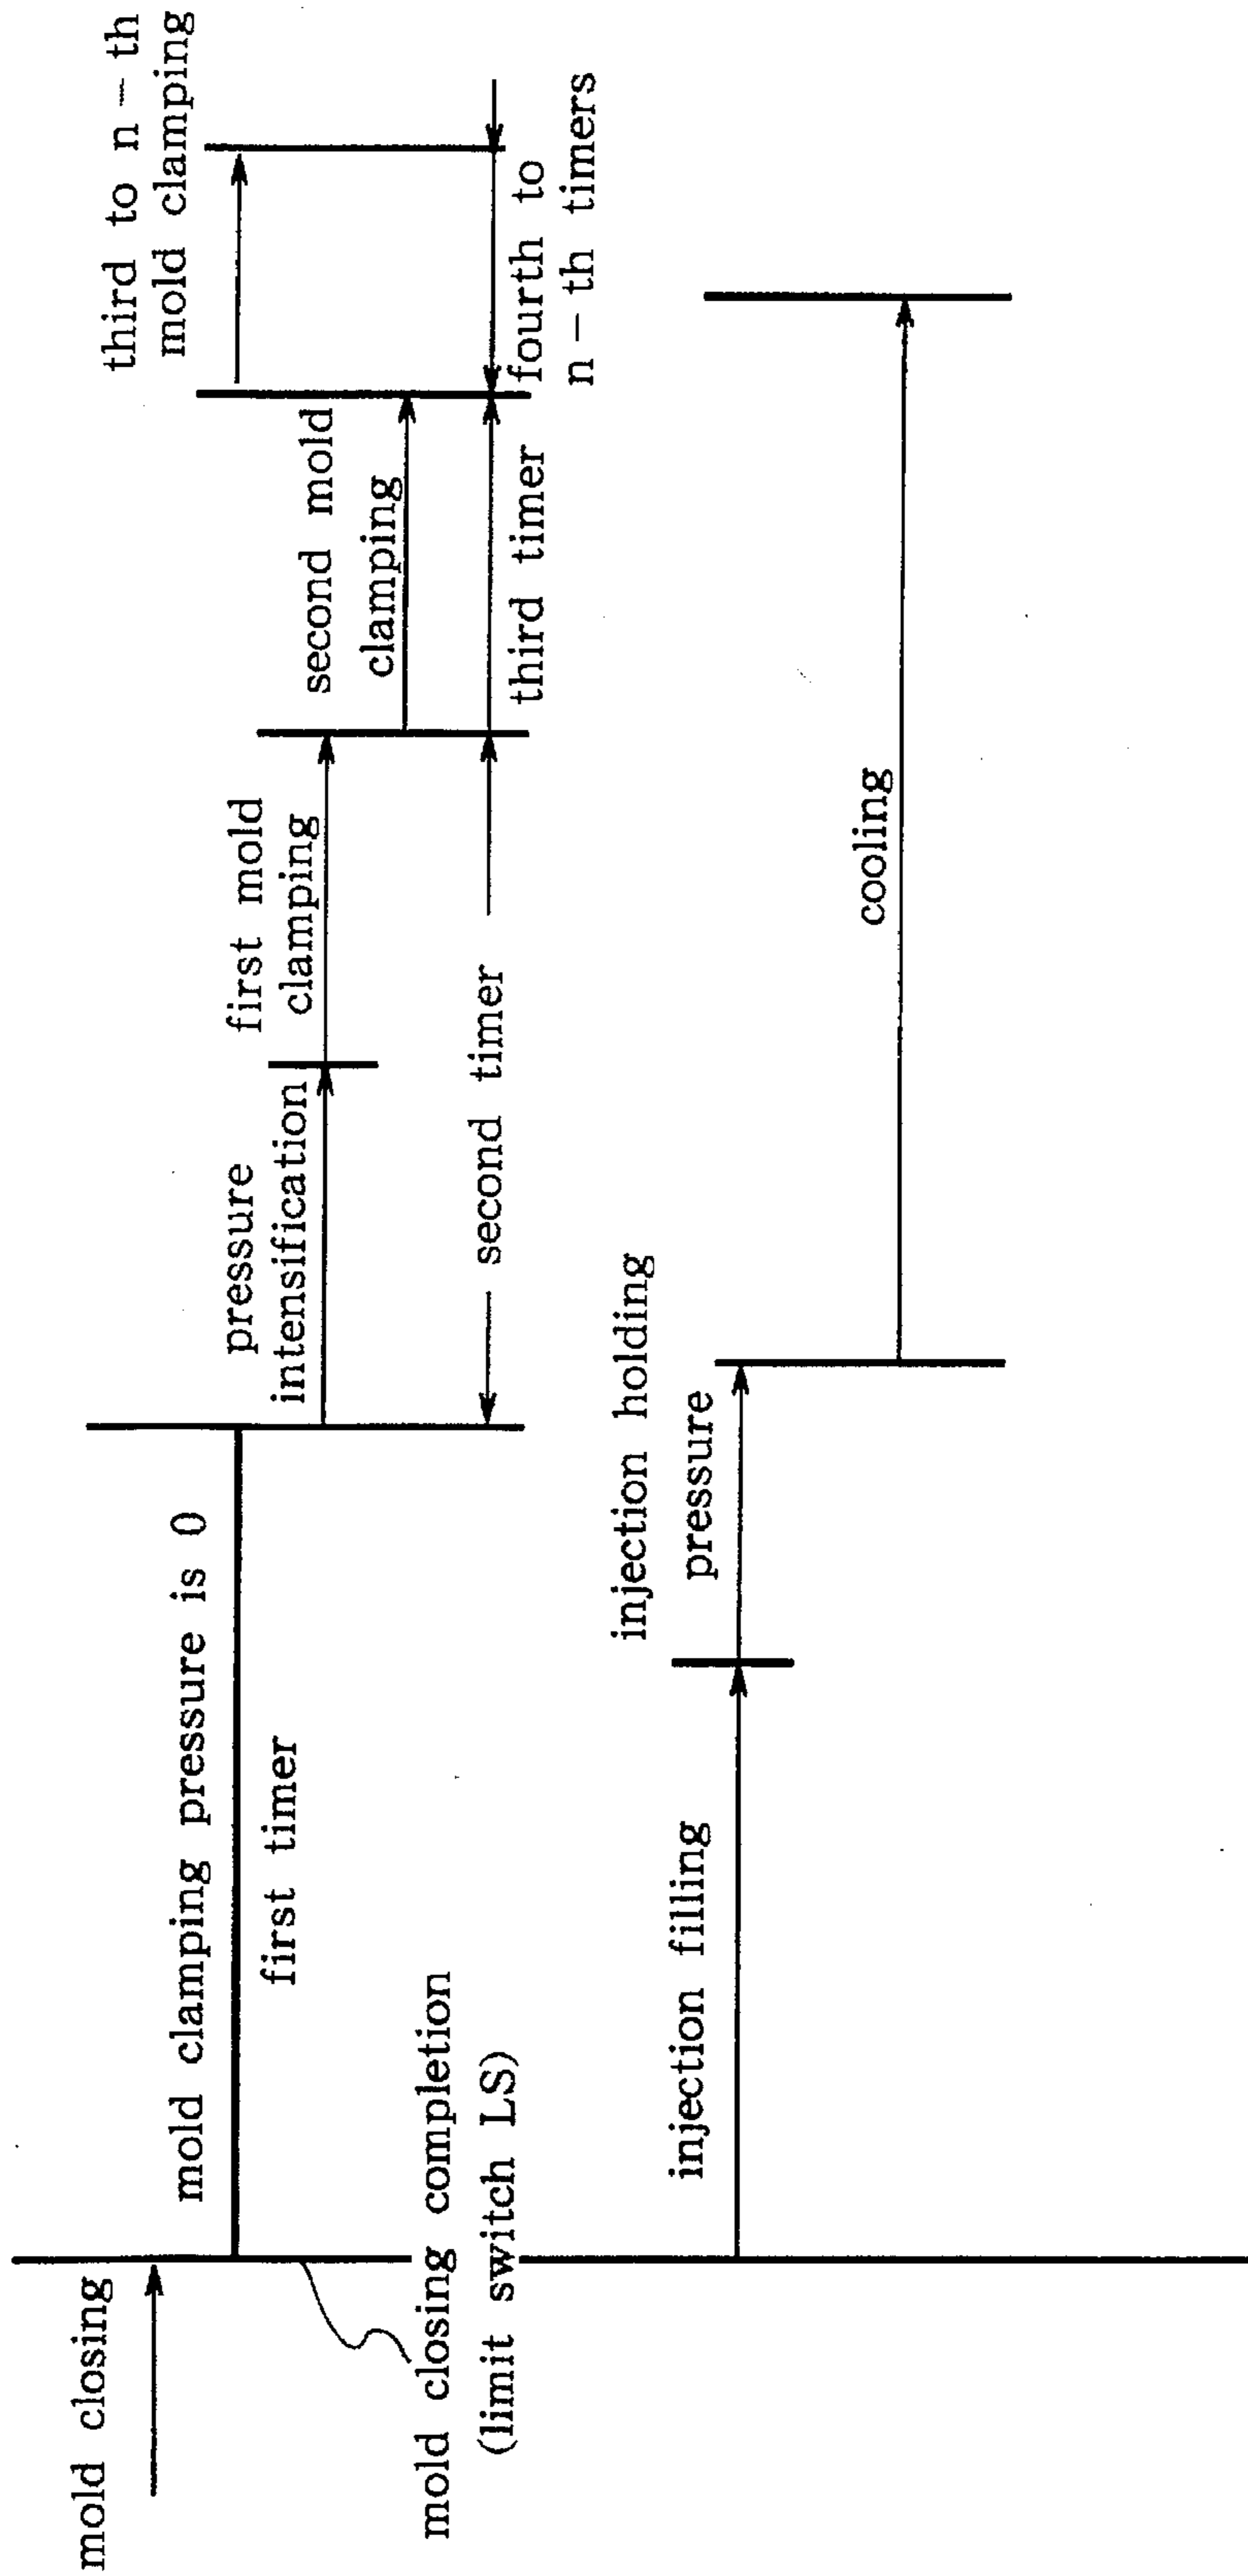 mold closing
mold clamping pressure is 0
first timer
mold closing completion
(limit switch LS)
pressure
intensification
first mold
clamping
second timer
second mold
clamping
third timer
third to n – th
mold clamping
fourth to
n – th timers
injection filling
injection holding
pressure
cooling